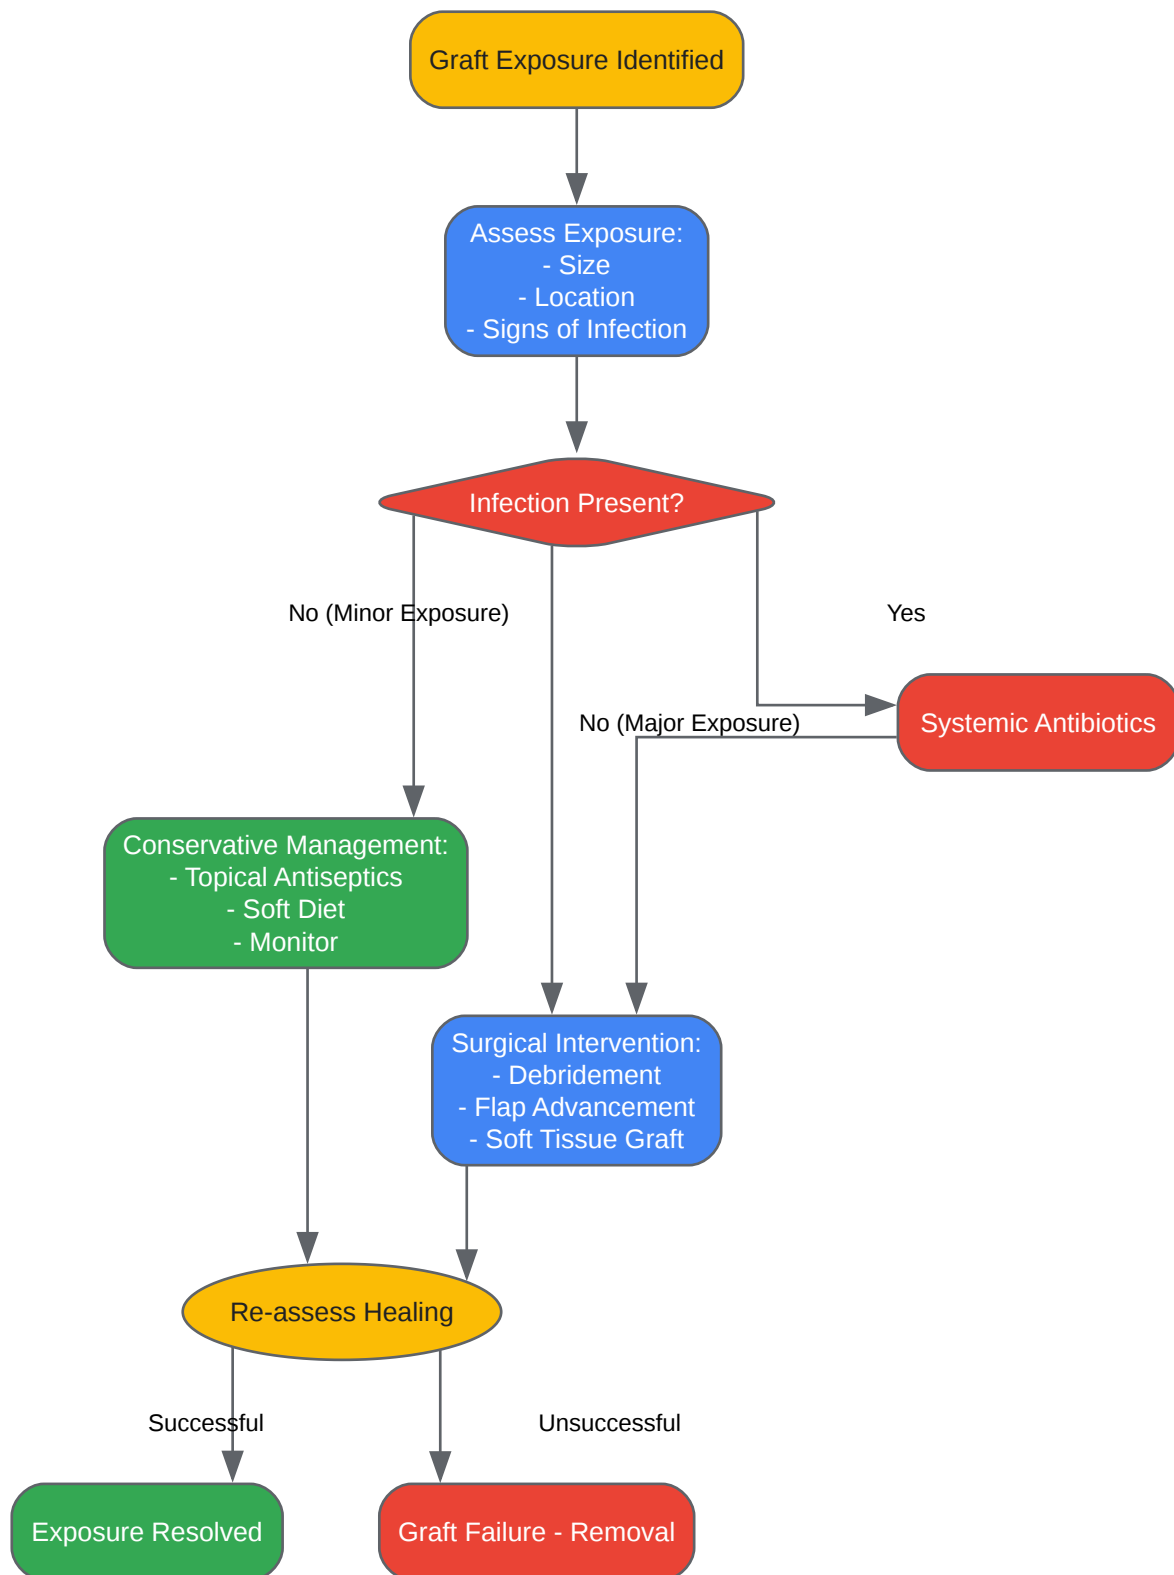 Graft Exposure Identified
Assess Exposure:
- Size
- Location
- Signs of Infection
Infection Present?
No (Minor Exposure)
Yes
No (Major Exposure)
Systemic Antibiotics
Conservative Management:
- Topical Antiseptics
- Soft Diet
- Monitor
Surgical Intervention:
- Debridement
- Flap Advancement
- Soft Tissue Graft
Re-assess Healing
Successful
Unsuccessful
Exposure Resolved
Graft Failure - Removal